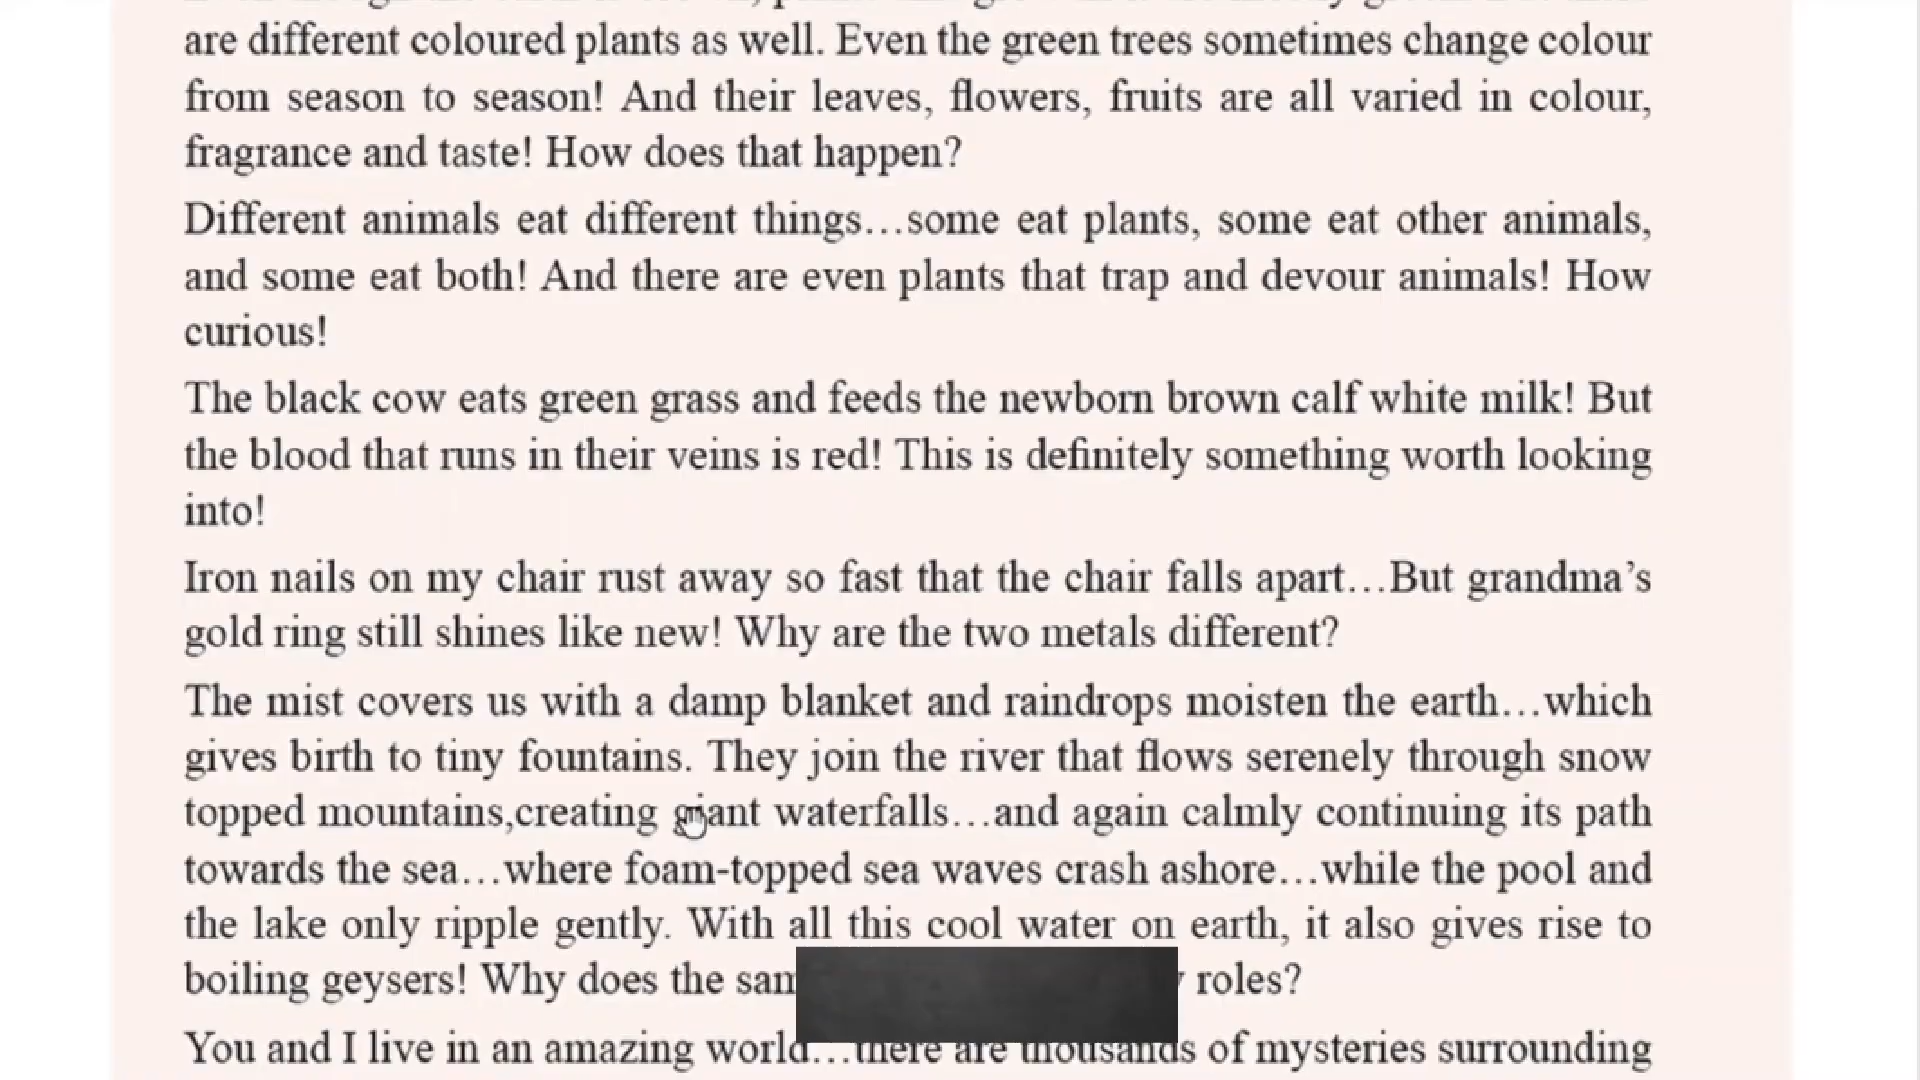 are different coloured plants as well. Even the green trees sometimes change colour
from season to season! And their leaves, flowers, fruits are all varied in colour,
fragrance and taste! How does that happen?
Different animals eat different things…some eat plants, some eat other animals,
and some eat both! And there are even plants that trap and devour animals! How
curious!
The black cow eats green grass and feeds the newborn brown calf white milk! But
the blood that runs in their veins is red! This is definitely something worth looking
into!
Iron nails on my chair rust away so fast that the chair falls apart…But grandma’s
gold ring still shines like new! Why are the two metals different?
The mist covers us with a damp blanket and raindrops moisten the earth…which
gives birth to tiny fountains. They join the river that flows serenely through snow
topped mountains,creating giant waterfalls…and again calmly continuing its path
towards the sea…where foam-topped sea waves crash ashore…while the pool and
the lake only ripple gently. With all this cool water on earth, it also gives rise to
boiling geysers! Why does the roles?
You and I live in an amazing world…there are thousands of mysteries surrounding